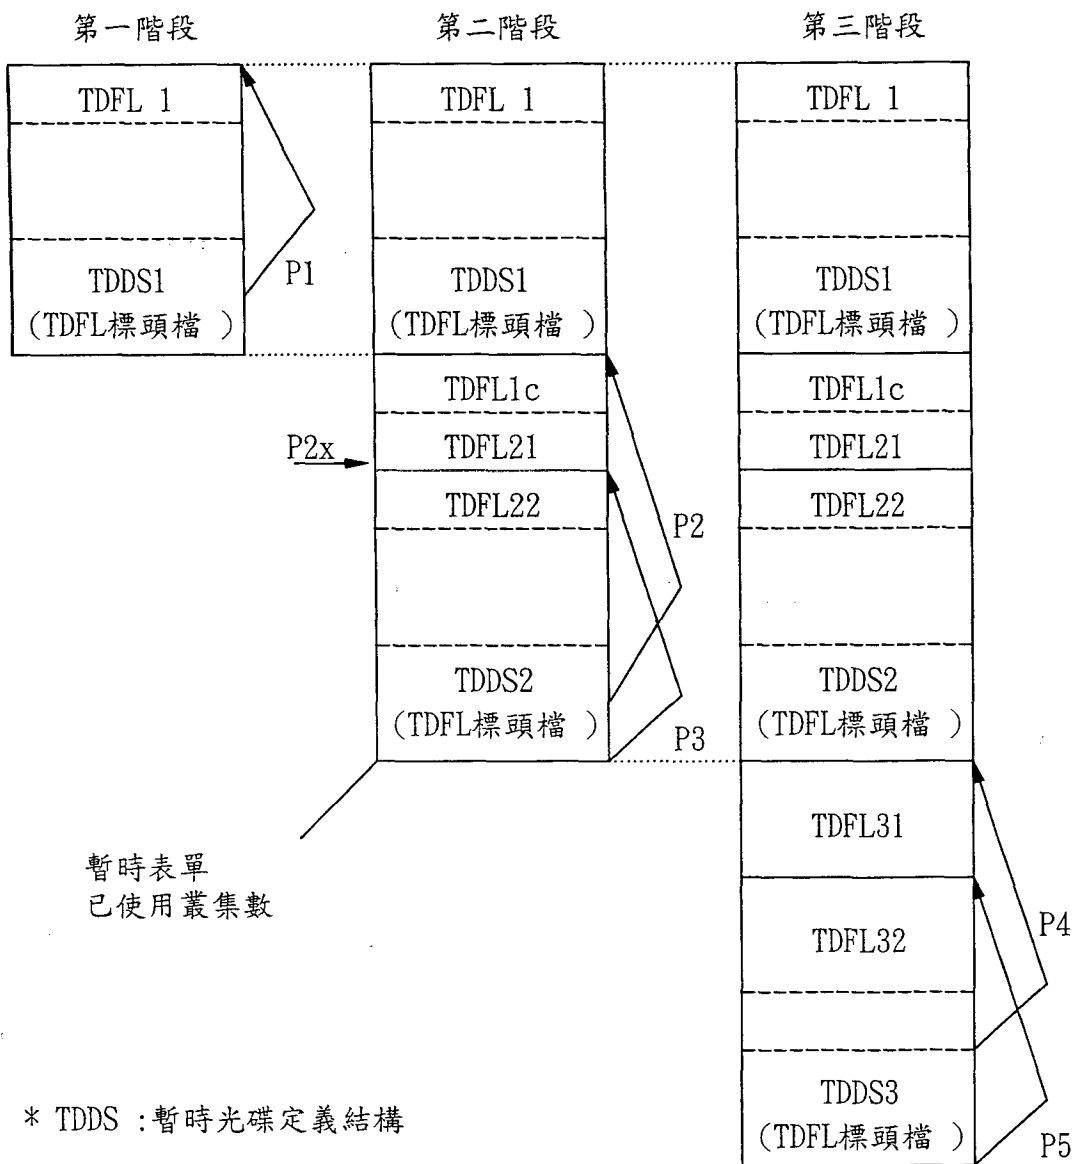 第一階段
TDFL 1
TDDS1
(TDFL標頭檔 )
P1
第二階段
TDFL 1
TDDS1
(TDFL標頭檔 )
TDFL1c
P2x
TDFL21
TDFL22
P2
TDDS2
(TDFL標頭檔 )
P3
暫時表單
已使用叢集數
第三階段
TDFL 1
TDDS1
(TDFL標頭檔 )
TDFL1c
TDFL21
TDFL22
TDDS2
(TDFL標頭檔 )
TDFL31
TDFL32
P4
TDDS3
(TDFL標頭檔 )
P5
* TDDS :暫時光碟定義結構